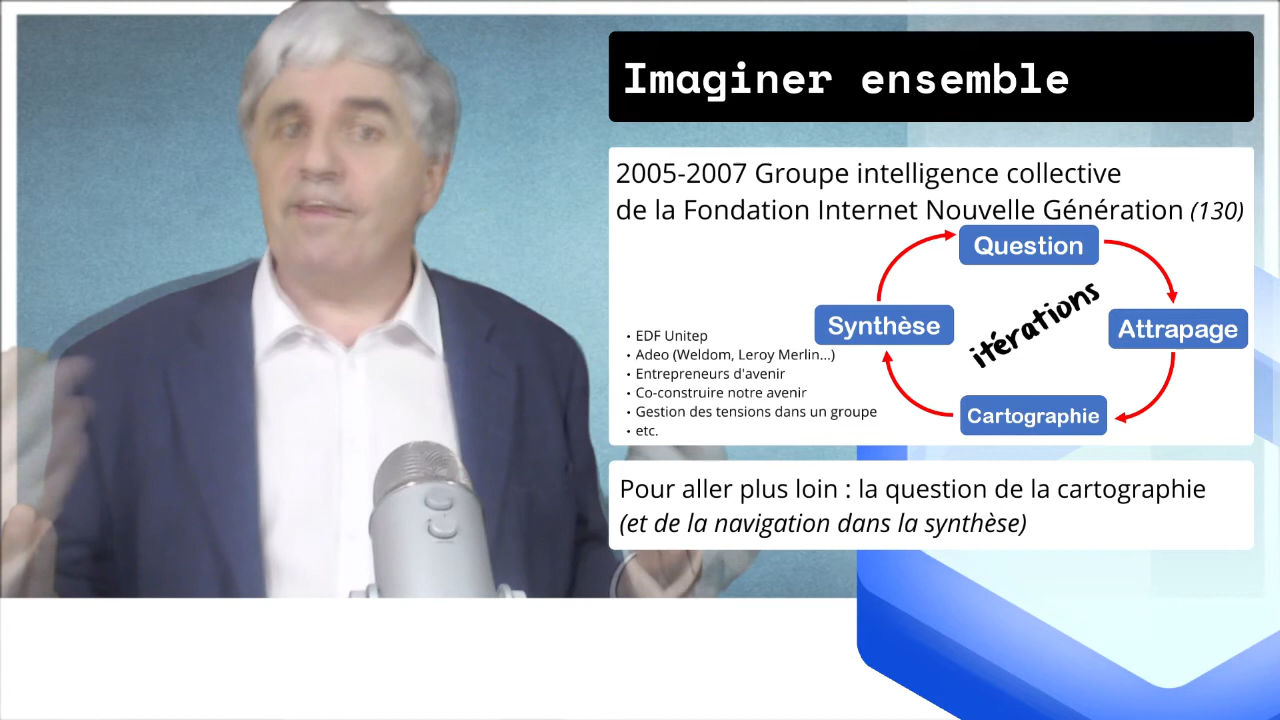 Imaginer ensemble
2005-2007 Groupe intelligence collective
de la Fondation Internet Nouvelle Génération (130)
Question
itérations
Synthèse
Attrapage
Cartographie
• EDF Unitep
• Adeo (Weldom, Leroy Merlin...)
• Entrepreneurs d'avenir
• Co-construire notre avenir
• Gestion des tensions dans un groupe
• etc.
Pour aller plus loin : la question de la cartographie
(et de la navigation dans la synthèse)